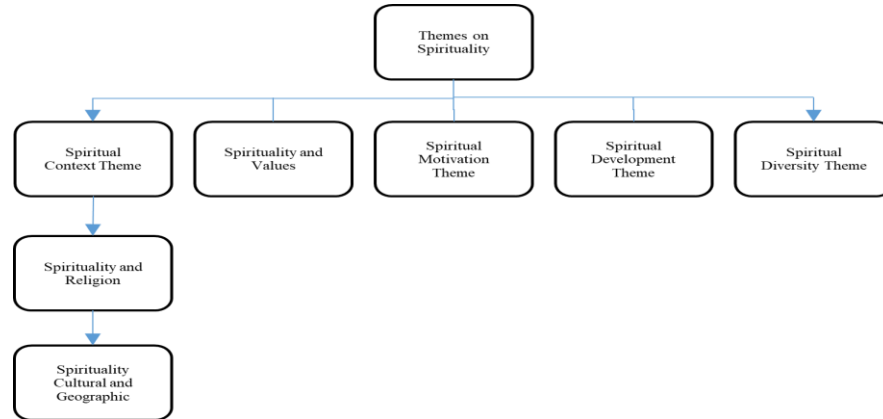 Themes on
Spirituality
Spiritual
Context Theme
Spirituality and
Values
Spiritual
Motivation
Theme
Spiritual
Development
Theme
Spiritual
Diversity Theme
Spirituality and
Religion
Spirituality
Cultural and
Geographic